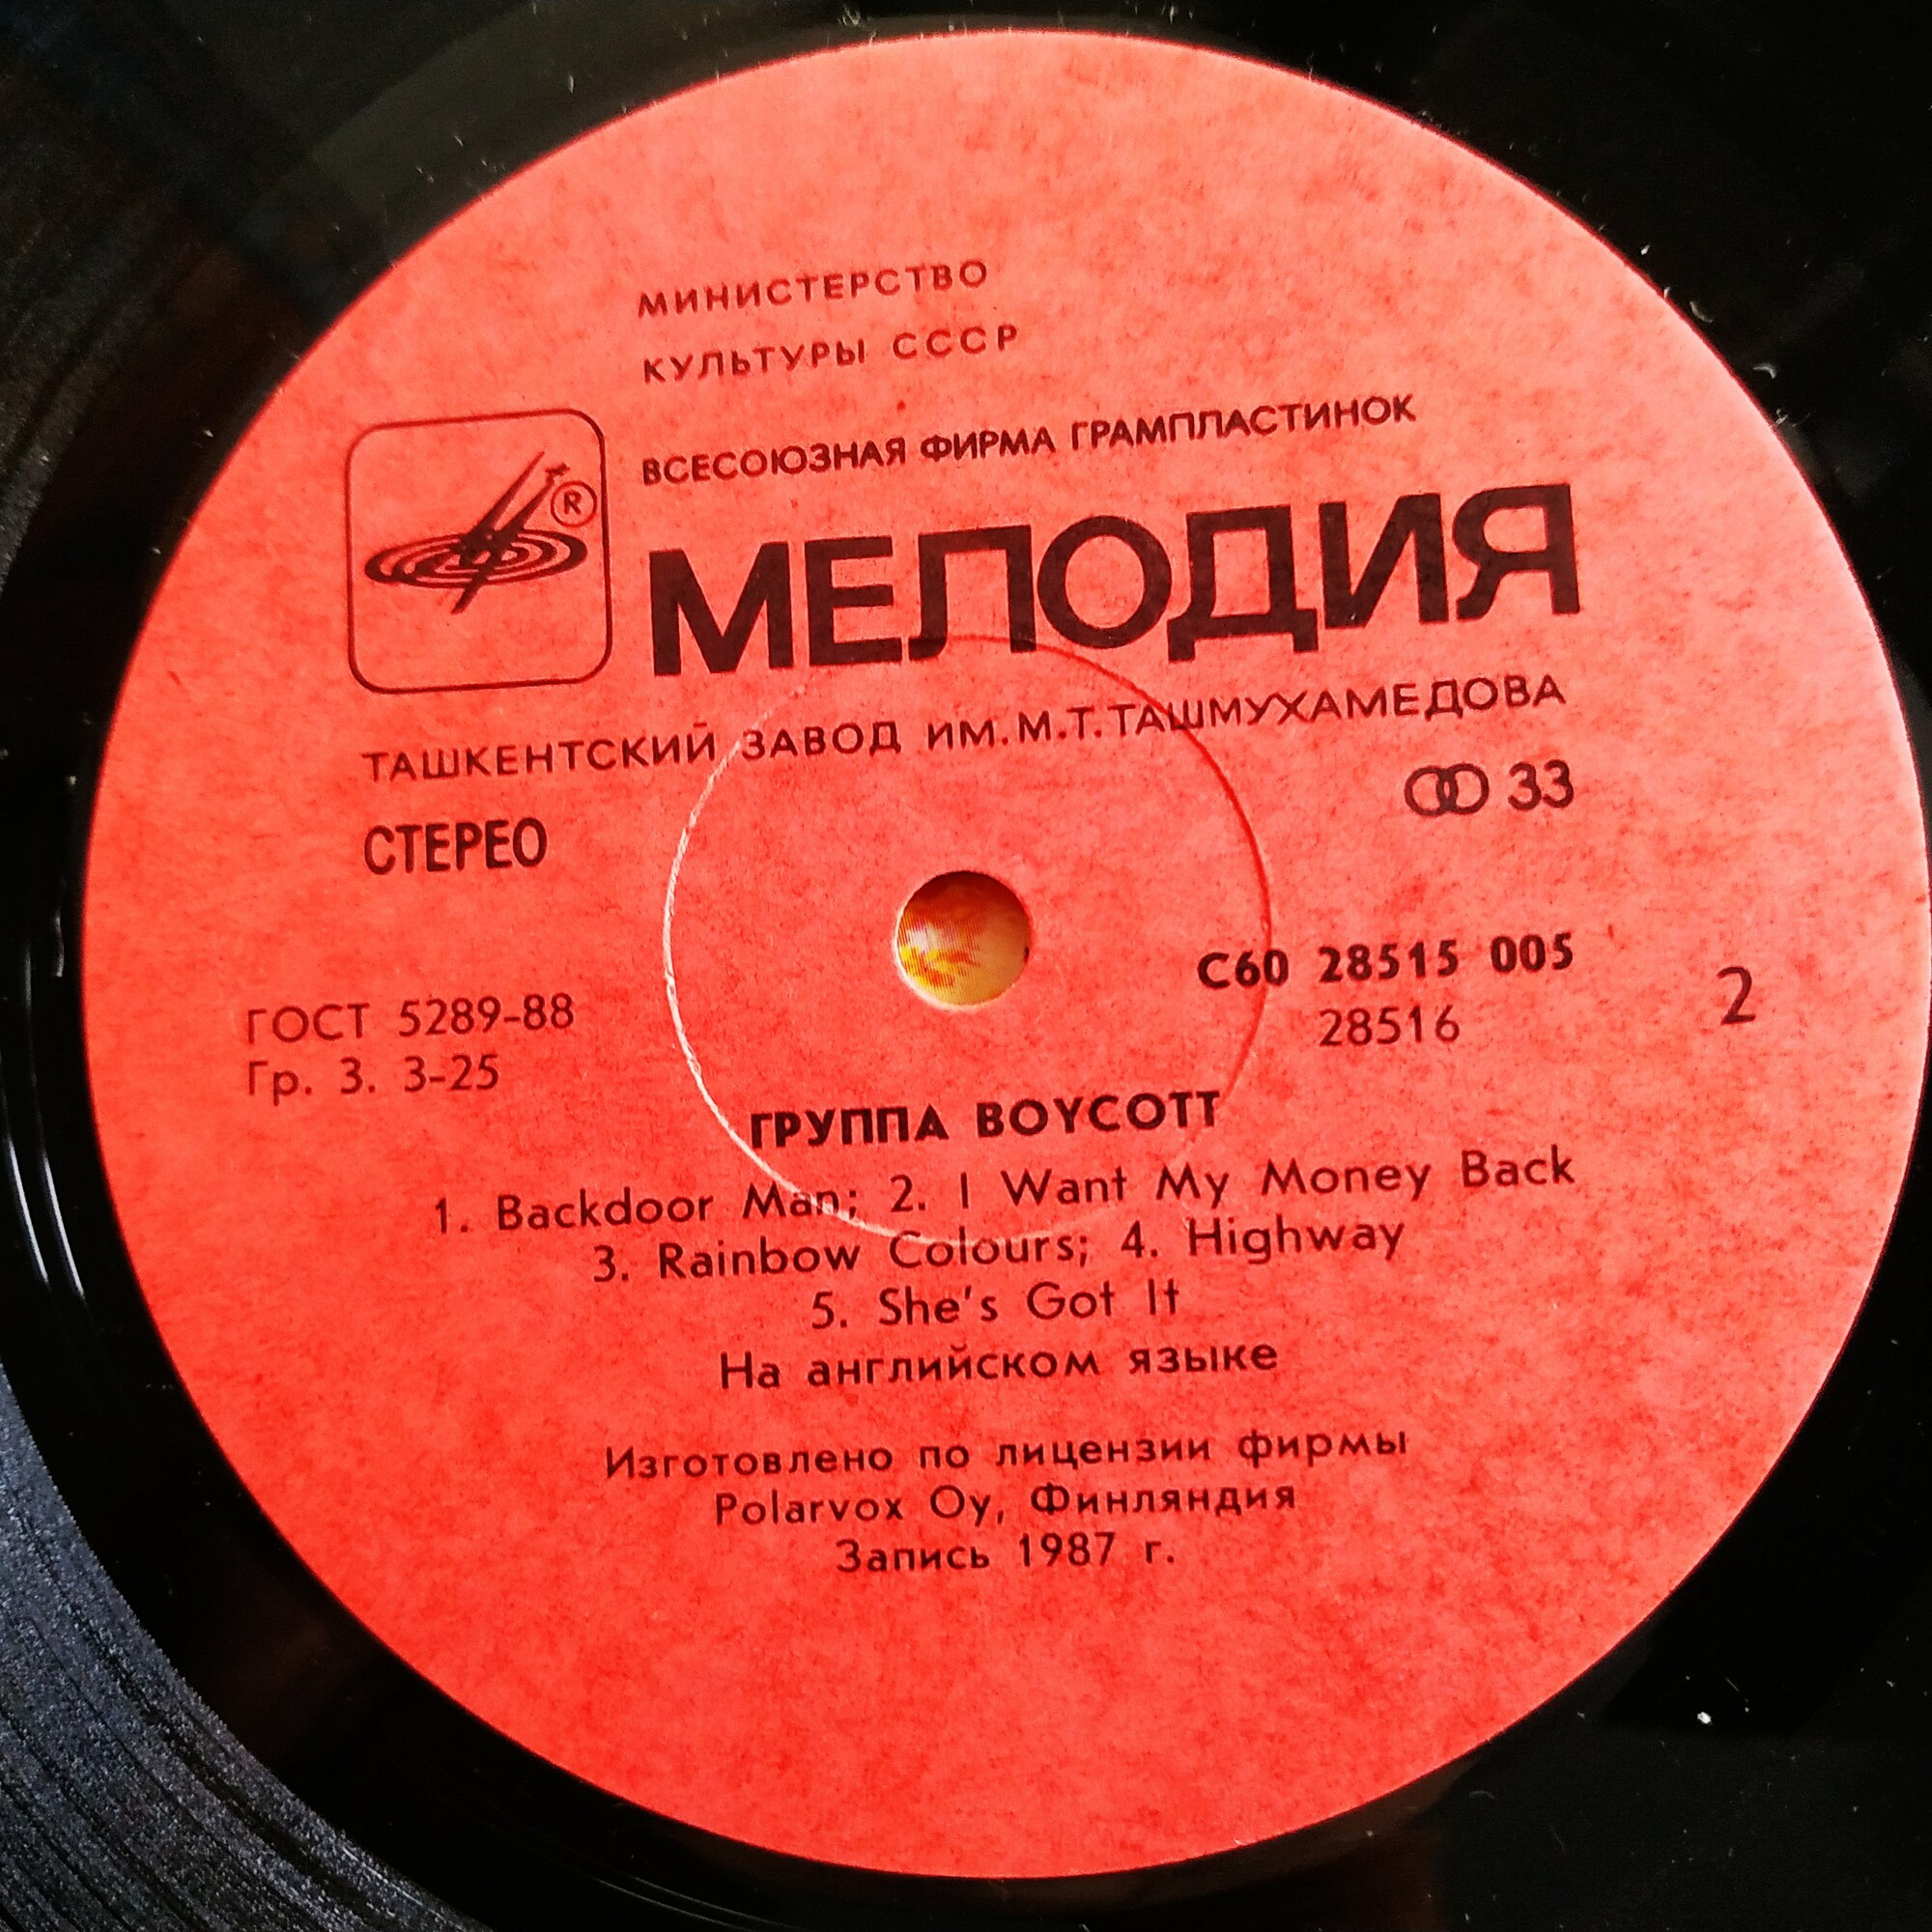 МИНИСТЕРСТВО
КУЛЬТУРЫ СССР
ВСЕСОЮЗНАЯ ФИРМА ГРАМПЛАСТИНОК
®
МЕЛОДИЯ
ТАШКЕНТСКИЙ ЗАВОД ИМ.М.Т.ТАШМУХАМЕДОВА
СТЕРЕО
33
С60 28515 005
28516
2
ГОСТ 5289-88
Гр. 3. 3-25
ГРУППА BOYCOTT
1. Backdoor Man; 2. I Want My Money Back
3. Rainbow Colours; 4. Highway
5. She's Got It
На английском языке
Изготовлено по лицензии фирмы
Polarvox Oy, Финляндия
Запись 1987 г.